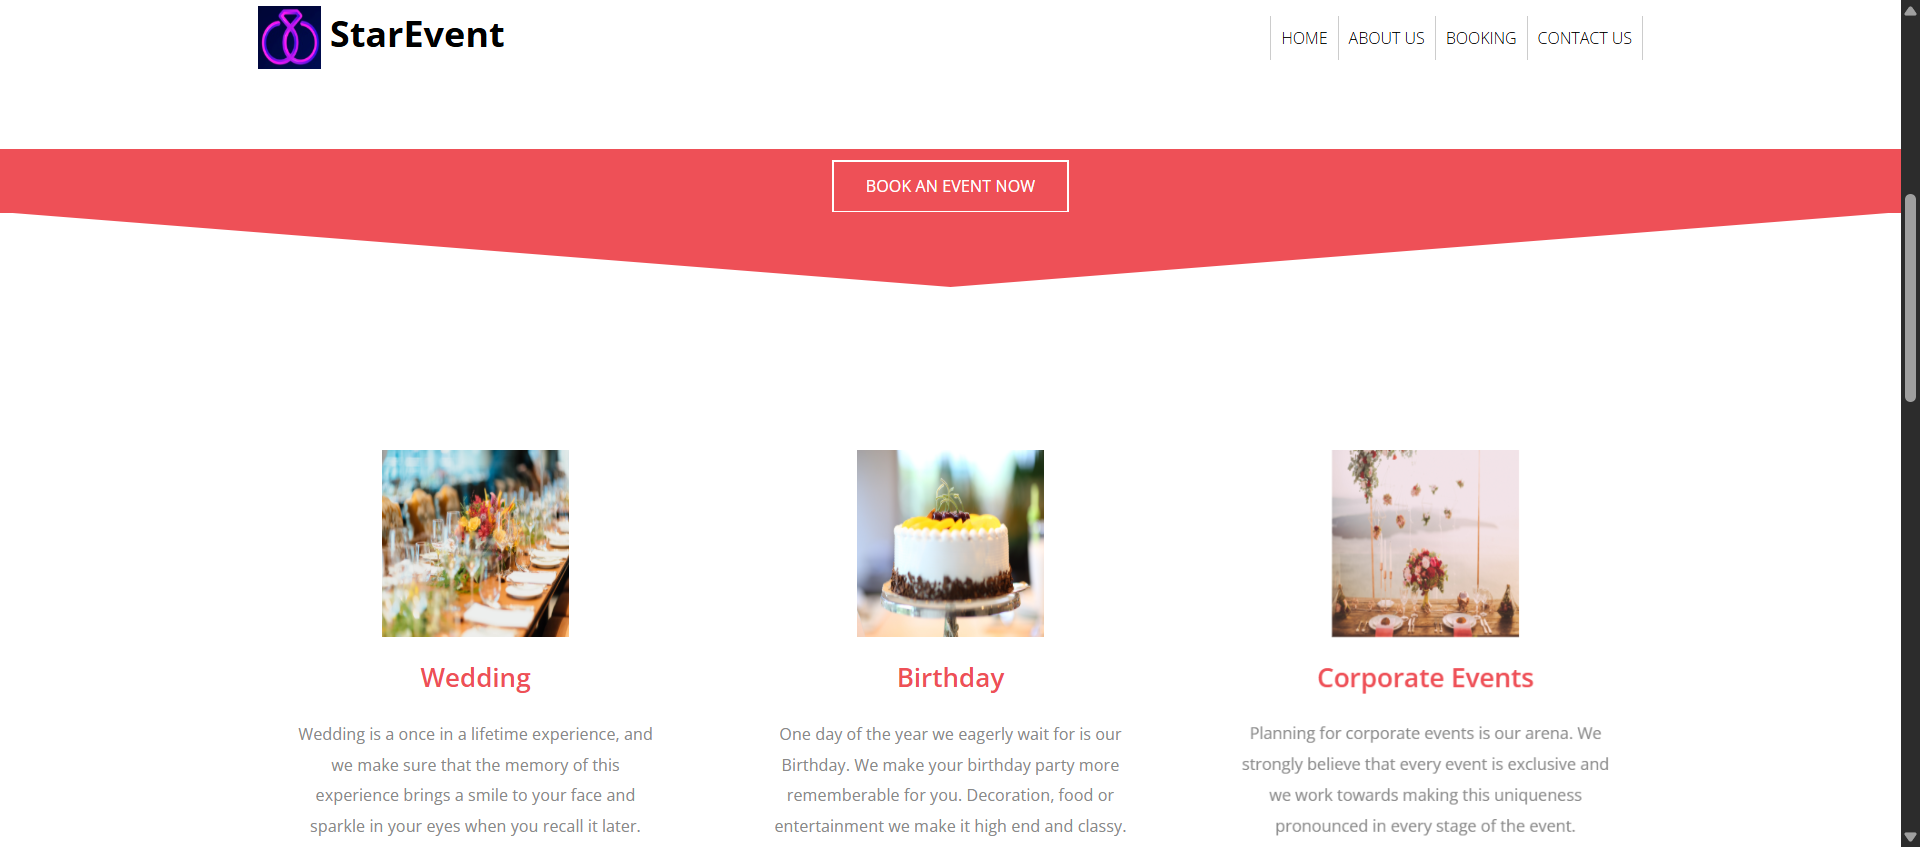 StarEvent
HOME
ABOUT US
BOOKING
CONTACT US
BOOK AN EVENT NOW
Wedding
Wedding is a once in a lifetime experience, and
we make sure that the memory of this
experience brings a smile to your face and
sparkle in your eyes when you recall it later.
Birthday
One day of the year we eagerly wait for is our
Birthday. We make your birthday party more
rememberable for you. Decoration, food or
entertainment we make it high end and classy.
Corporate Events
Planning for corporate events is our arena. We
strongly believe that every event is exclusive and
we work towards making this uniqueness
pronounced in every stage of the event.